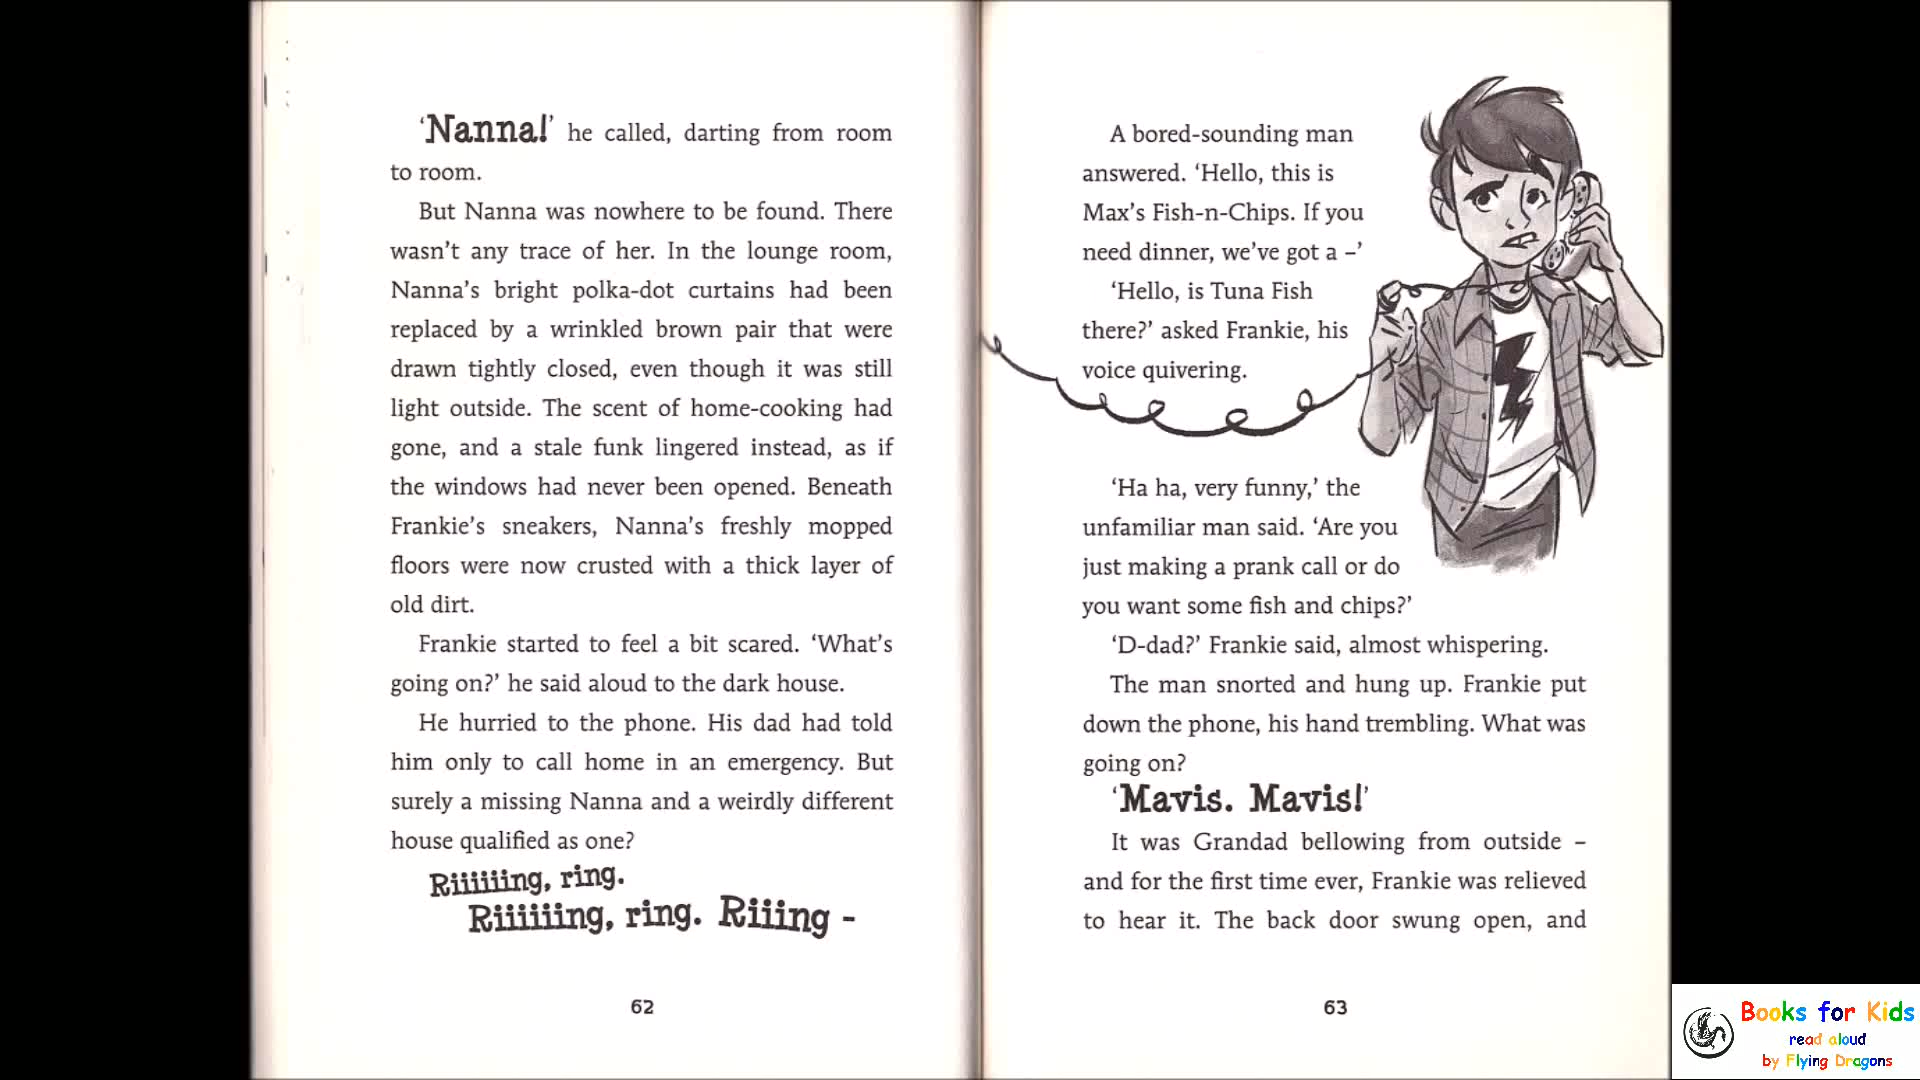 ‘Nanna!’ he called, darting from room
to room.
But Nanna was nowhere to be found. There
wasn’t any trace of her. In the lounge room,
Nanna’s bright polka-dot curtains had been
replaced by a wrinkled brown pair that were
drawn tightly closed, even though it was still
light outside. The scent of home-cooking had
gone, and a stale funk lingered instead, as if
the windows had never been opened. Beneath
Frankie’s sneakers, Nanna’s freshly mopped
floors were now crusted with a thick layer of
old dirt.
Frankie started to feel a bit scared. ‘What’s
going on?’ he said aloud to the dark house.
He hurried to the phone. His dad had told
him only to call home in an emergency. But
surely a missing Nanna and a weirdly different
house qualified as one?
Riiiiiing, ring.
Riiiiiing, ring. Riiing –
62
A bored-sounding man
answered. ‘Hello, this is
Max’s Fish-n-Chips. If you
need dinner, we’ve got a –’
‘Hello, is Tuna Fish
there?’ asked Frankie, his
voice quivering.
‘Ha ha, very funny,’ the
unfamiliar man said. ‘Are you
just making a prank call or do
you want some fish and chips?’
‘D-dad?’ Frankie said, almost whispering.
The man snorted and hung up. Frankie put
down the phone, his hand trembling. What was
going on?
‘Mavis. Mavis!’
It was Grandad bellowing from outside –
and for the first time ever, Frankie was relieved
to hear it. The back door swung open, and
63
Books for Kids
read aloud
by Flying Dragons